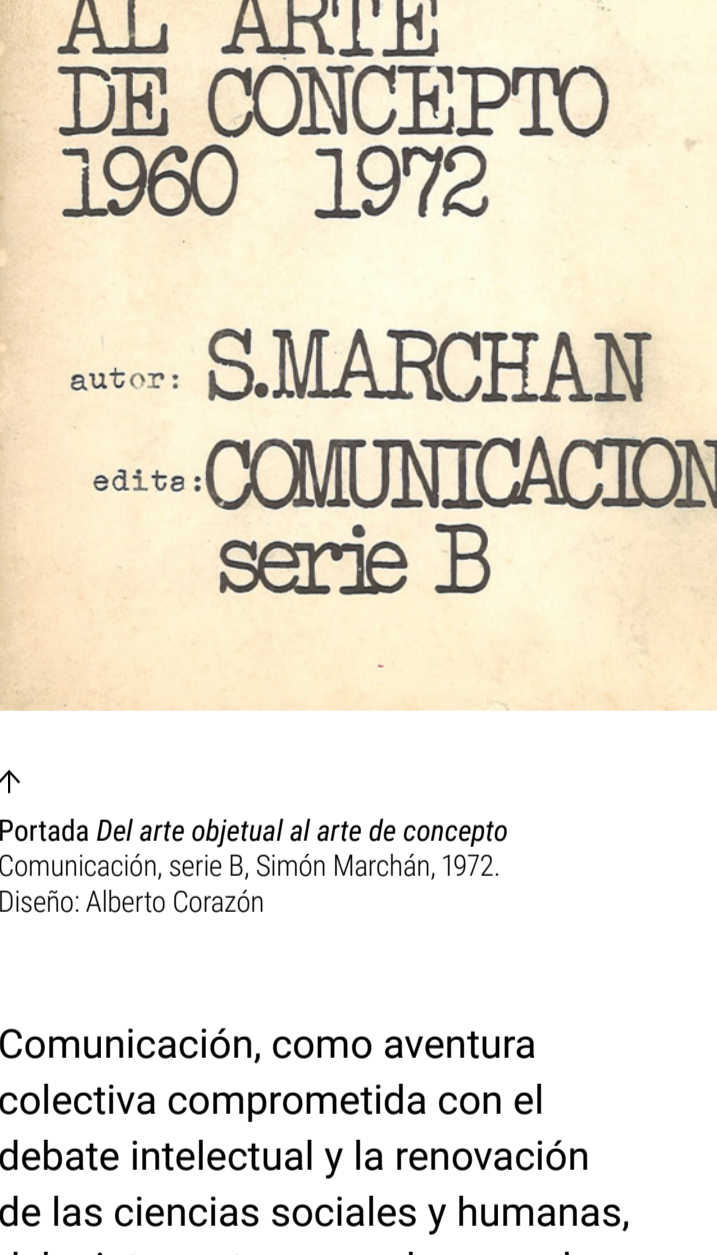 AL ARTE
DE CONCEPTO
1960 1972
autor: S.MARCHAN
edita: COMUNICACION
serie B
↑
Portada Del arte objetual al arte de concepto
Comunicación, serie B, Simón Marchán, 1972.
Diseño: Alberto Corazón
Comunicación, como aventura
colectiva comprometida con el
debate intelectual y la renovación
de las ciencias sociales y humanas,